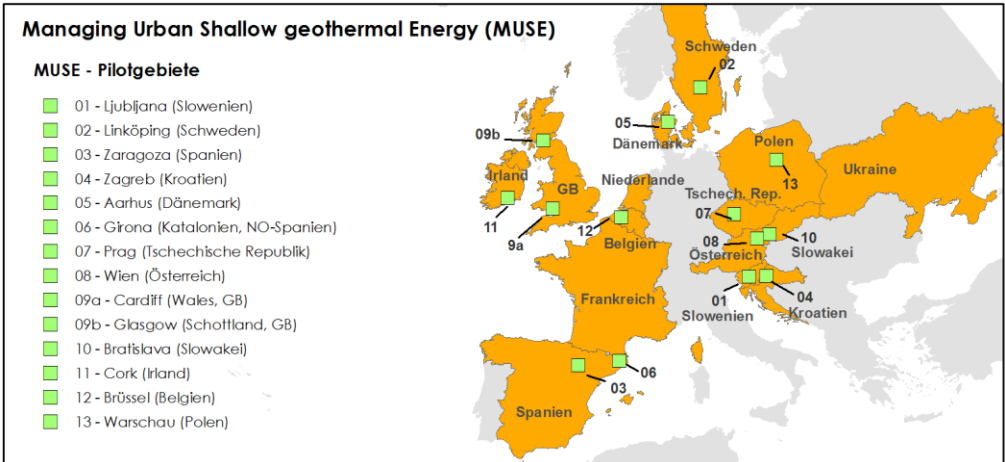 Managing Urban Shallow geothermal Energy (MUSE)
MUSE - Pilotgebiete
01 - Ljubljana (Slowenien)
02 - Linköping (Schweden)
03 - Zaragoza (Spanien)
04 - Zagreb (Kroatien)
05 - Aarhus (Dänemark)
06 - Girona (Katalonien, NO-Spanien)
07 - Prag (Tschechische Republik)
08 - Wien (Österreich)
09a - Cardiff (Wales, GB)
09b - Glasgow (Schottland, GB)
10 - Bratislava (Slowakei)
11 - Cork (Irland)
12 - Brüssel (Belgien)
13 - Warschau (Polen)
Schweden
02
05
Dänemark
09b
Polen
13
Ukraine
Irland
GB
Niederlande
Tschech. Rep.
11
9a
12
Belgien
07
08
10
Österreich
Slowakei
Frankreich
01
04
Slowenien
Kroatien
06
03
Spanien